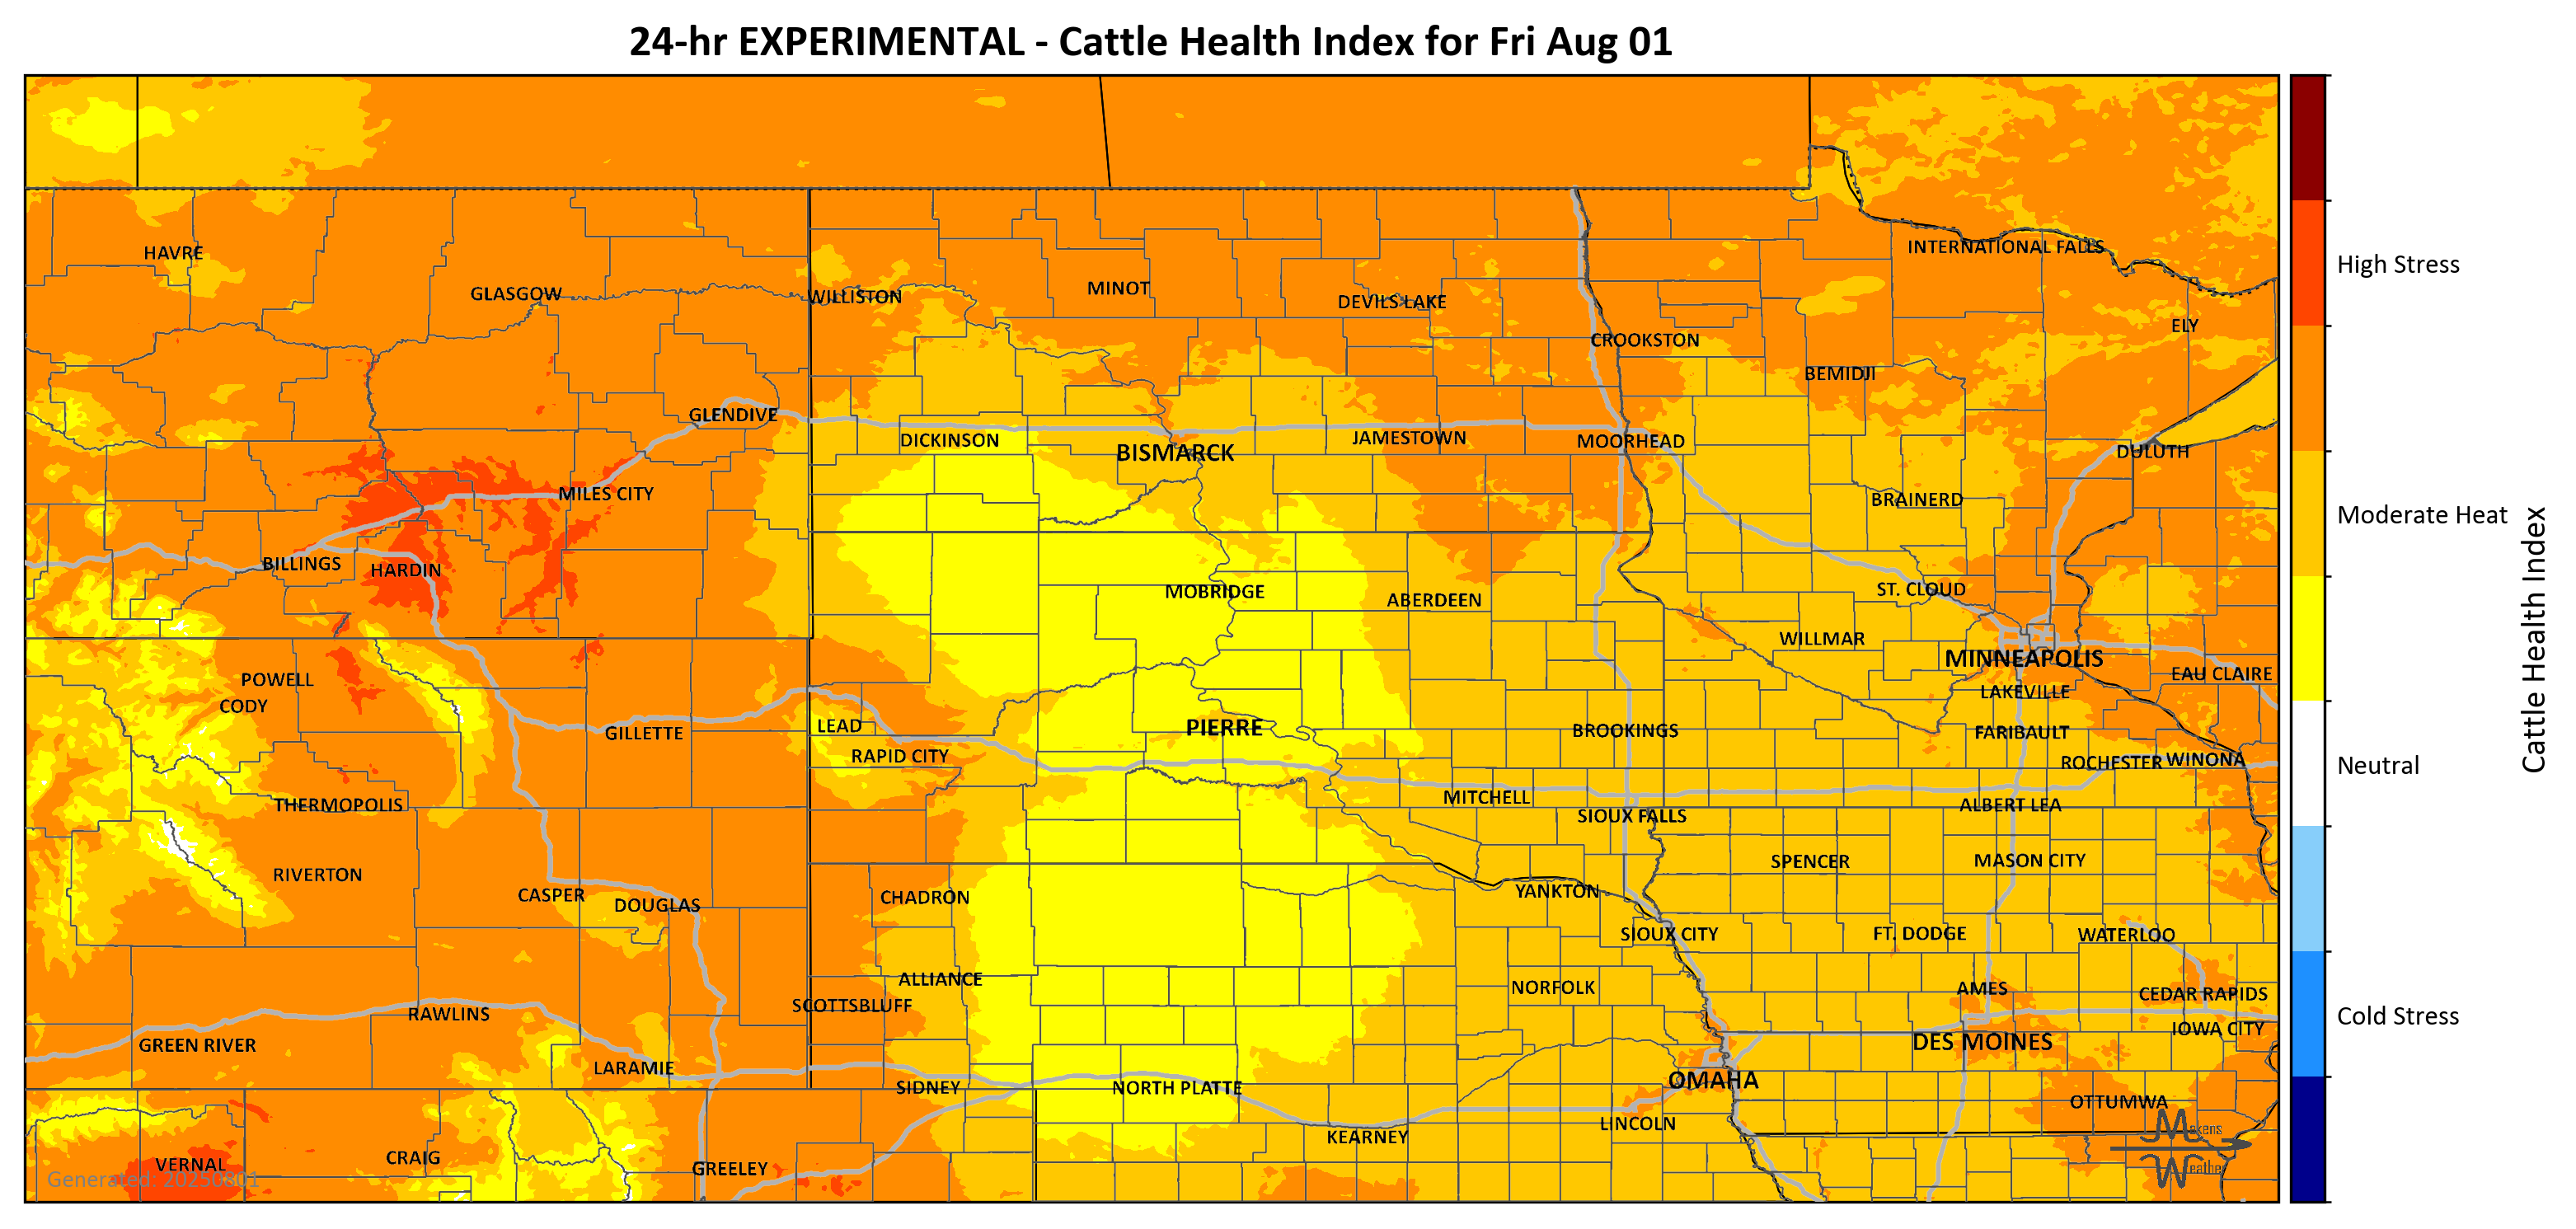 24-hr EXPERIMENTAL - Cattle Health Index for Fri Aug 01
High Stress
Moderate Heat
Neutral
Cold Stress
Cattle Health Index
HAVRE
INTERNATIONAL FALLS
GLASGOW
WILLISTON
MINOT
DEVILS LAKE
ELY
CROOKSTON
BEMIDJI
GLENDIVE
DICKINSON
BISMARCK
JAMESTOWN
MOORHEAD
DULUTH
MILES CITY
BRAINERD
BILLINGS
HARDIN
MOBRIDGE
ABERDEEN
ST. CLOUD
WILLMAR
MINNEAPOLIS
POWELL
EAU CLAIRE
CODY
LAKEVILLE
GILLETTE
LEAD
PIERRE
BROOKINGS
FARIBAULT
RAPID CITY
ROCHESTER
WINONA
THERMOPOLIS
MITCHELL
ALBERT LEA
SIOUX FALLS
RIVERTON
SPENCER
MASON CITY
CASPER
DOUGLAS
CHADRON
YANKTON
SIOUX CITY
FT. DODGE
WATERLOO
ALLIANCE
NORFOLK
AMES
CEDAR RAPIDS
SCOTTSBLUFF
RAWLINS
IOWA CITY
GREEN RIVER
DES MOINES
LARAMIE
SIDNEY
NORTH PLATTE
OMAHA
OTTUMWA
LINCOLN
KEARNEY
VERNAL
CRAIG
GREELEY
Generated: 20250801
Makens
Weather